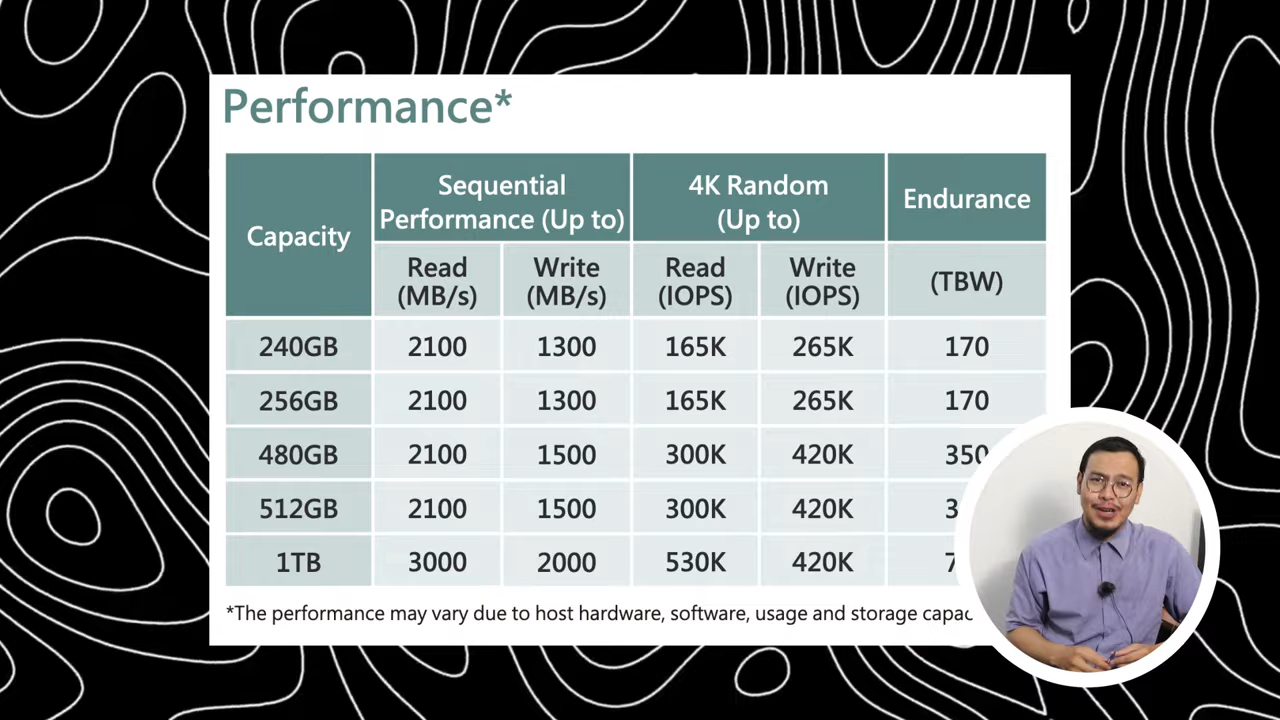 Performance*
Capacity
Sequential
Performance (Up to)
4K Random
(Up to)
Endurance
Read
(MB/s)
Write
(MB/s)
Read
(IOPS)
Write
(IOPS)
(TBW)
240GB 2100 1300 165K 265K 170
256GB 2100 1300 165K 265K 170
480GB 2100 1500 300K 420K 350
512GB 2100 1500 300K 420K
1TB 3000 2000 530K 420K
*The performance may vary due to host hardware, software, usage and storage